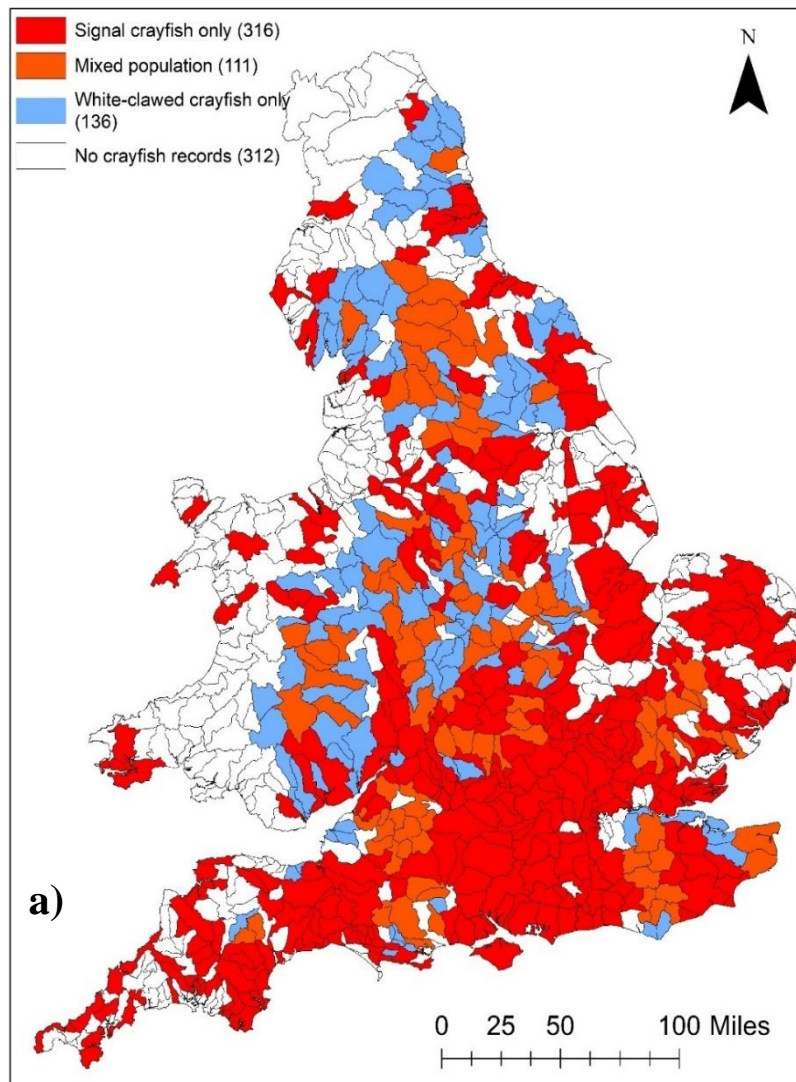 Signal crayfish only (316)
Mixed population (111)
White-clawed crayfish only
(136)
No crayfish records (312)
N
a)
0 25 50 100 Miles